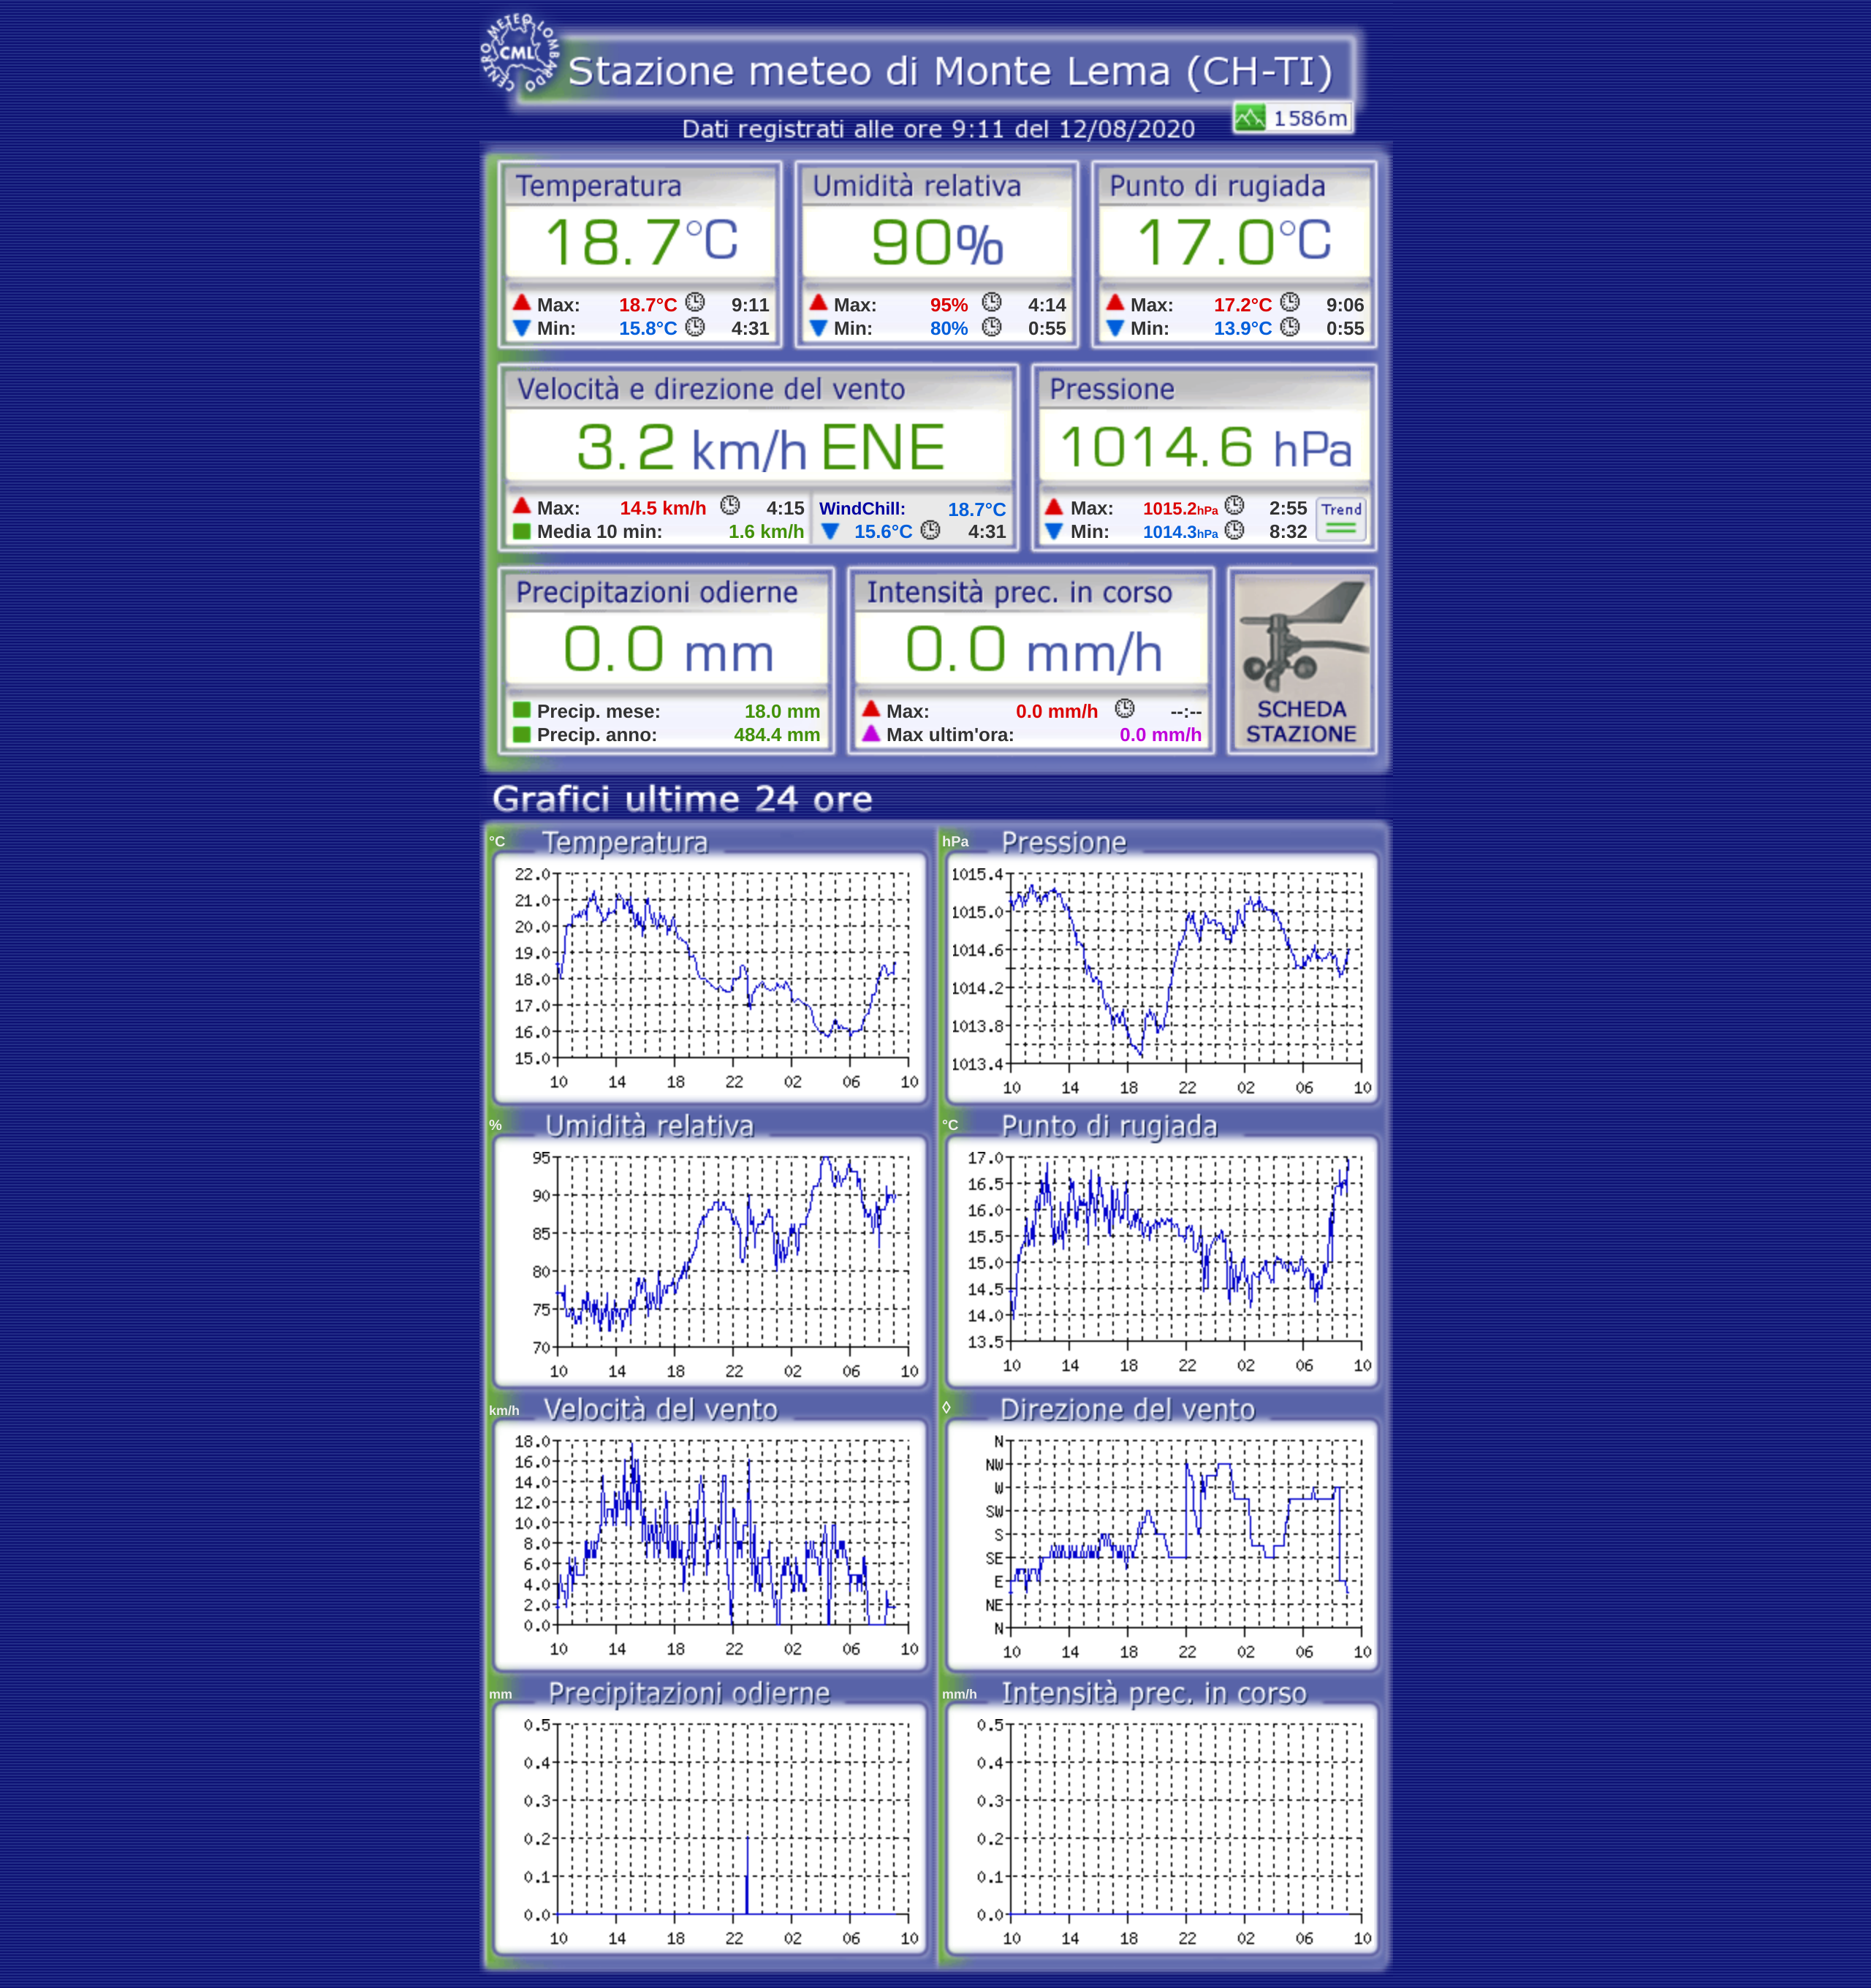 CENTRO METEO LOMBARDO
CML
Stazione meteo di Monte Lema (CH-TI)
1586m
Dati registrati alle ore 9:11 del 12/08/2020
Temperatura
18.7°C
Max: 18.7°C 9:11
Min: 15.8°C 4:31
Umidità relativa
90%
Max: 95% 4:14
Min: 80% 0:55
Punto di rugiada
17.0°C
Max: 17.2°C 9:06
Min: 13.9°C 0:55
Velocità e direzione del vento
3.2 km/h ENE
Max: 14.5 km/h 4:15
Media 10 min: 1.6 km/h
WindChill: 18.7°C
15.6°C 4:31
Pressione
1014.6 hPa
Max: 1015.2hPa 2:55
Min: 1014.3hPa 8:32
Trend
Precipitazioni odierne
0.0 mm
Precip. mese: 18.0 mm
Precip. anno: 484.4 mm
Intensità prec. in corso
0.0 mm/h
Max: 0.0 mm/h --:--
Max ultim'ora: 0.0 mm/h
SCHEDA
STAZIONE
Grafici ultime 24 ore
°C Temperatura
22.0
21.0
20.0
19.0
18.0
17.0
16.0
15.0
10 14 18 22 02 06 10
hPa Pressione
1015.4
1015.0
1014.6
1014.2
1013.8
1013.4
10 14 18 22 02 06 10
% Umidità relativa
95
90
85
80
75
70
10 14 18 22 02 06 10
°C Punto di rugiada
17.0
16.5
16.0
15.5
15.0
14.5
14.0
13.5
10 14 18 22 02 06 10
km/h Velocità del vento
18.0
16.0
14.0
12.0
10.0
8.0
6.0
4.0
2.0
0.0
10 14 18 22 02 06 10
◊ Direzione del vento
N
NW
W
SW
S
SE
E
NE
N
10 14 18 22 02 06 10
mm Precipitazioni odierne
0.5
0.4
0.3
0.2
0.1
0.0
10 14 18 22 02 06 10
mm/h Intensità prec. in corso
0.5
0.4
0.3
0.2
0.1
0.0
10 14 18 22 02 06 10